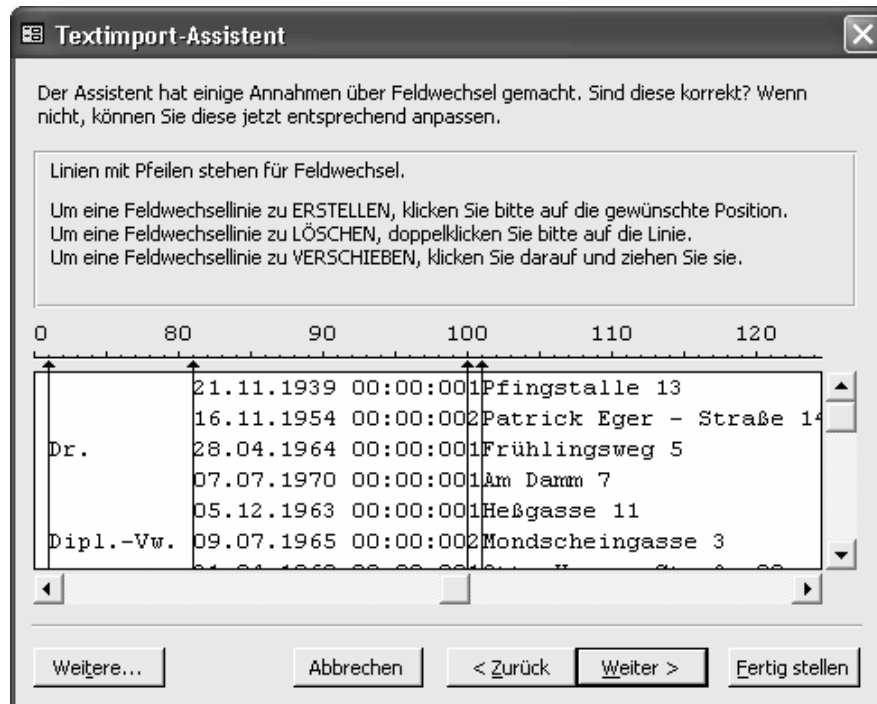 Textimport-Assistent
Der Assistent hat einige Annahmen über Feldwechsel gemacht. Sind diese korrekt? Wenn
nicht, können Sie diese jetzt entsprechend anpassen.
Linien mit Pfeilen stehen für Feldwechsel.
Um eine Feldwechsellinie zu ERSTELLEN, klicken Sie bitte auf die gewünschte Position.
Um eine Feldwechsellinie zu LÖSCHEN, doppelklicken Sie bitte auf die Linie.
Um eine Feldwechsellinie zu VERSCHIEBEN, klicken Sie darauf und ziehen Sie sie.
0 80 90 100 110 120
21.11.1939 00:00:001Pfingstalle 13
16.11.1954 00:00:002Patrick Eger - Straße 14
Dr. 28.04.1964 00:00:001Frühlingsweg 5
07.07.1970 00:00:001Am Damm 7
05.12.1963 00:00:001Heßgasse 11
Dipl.-Vw. 09.07.1965 00:00:002Mondscheingasse 3
Weitere... Abbrechen < Zurück Weiter > Fertig stellen